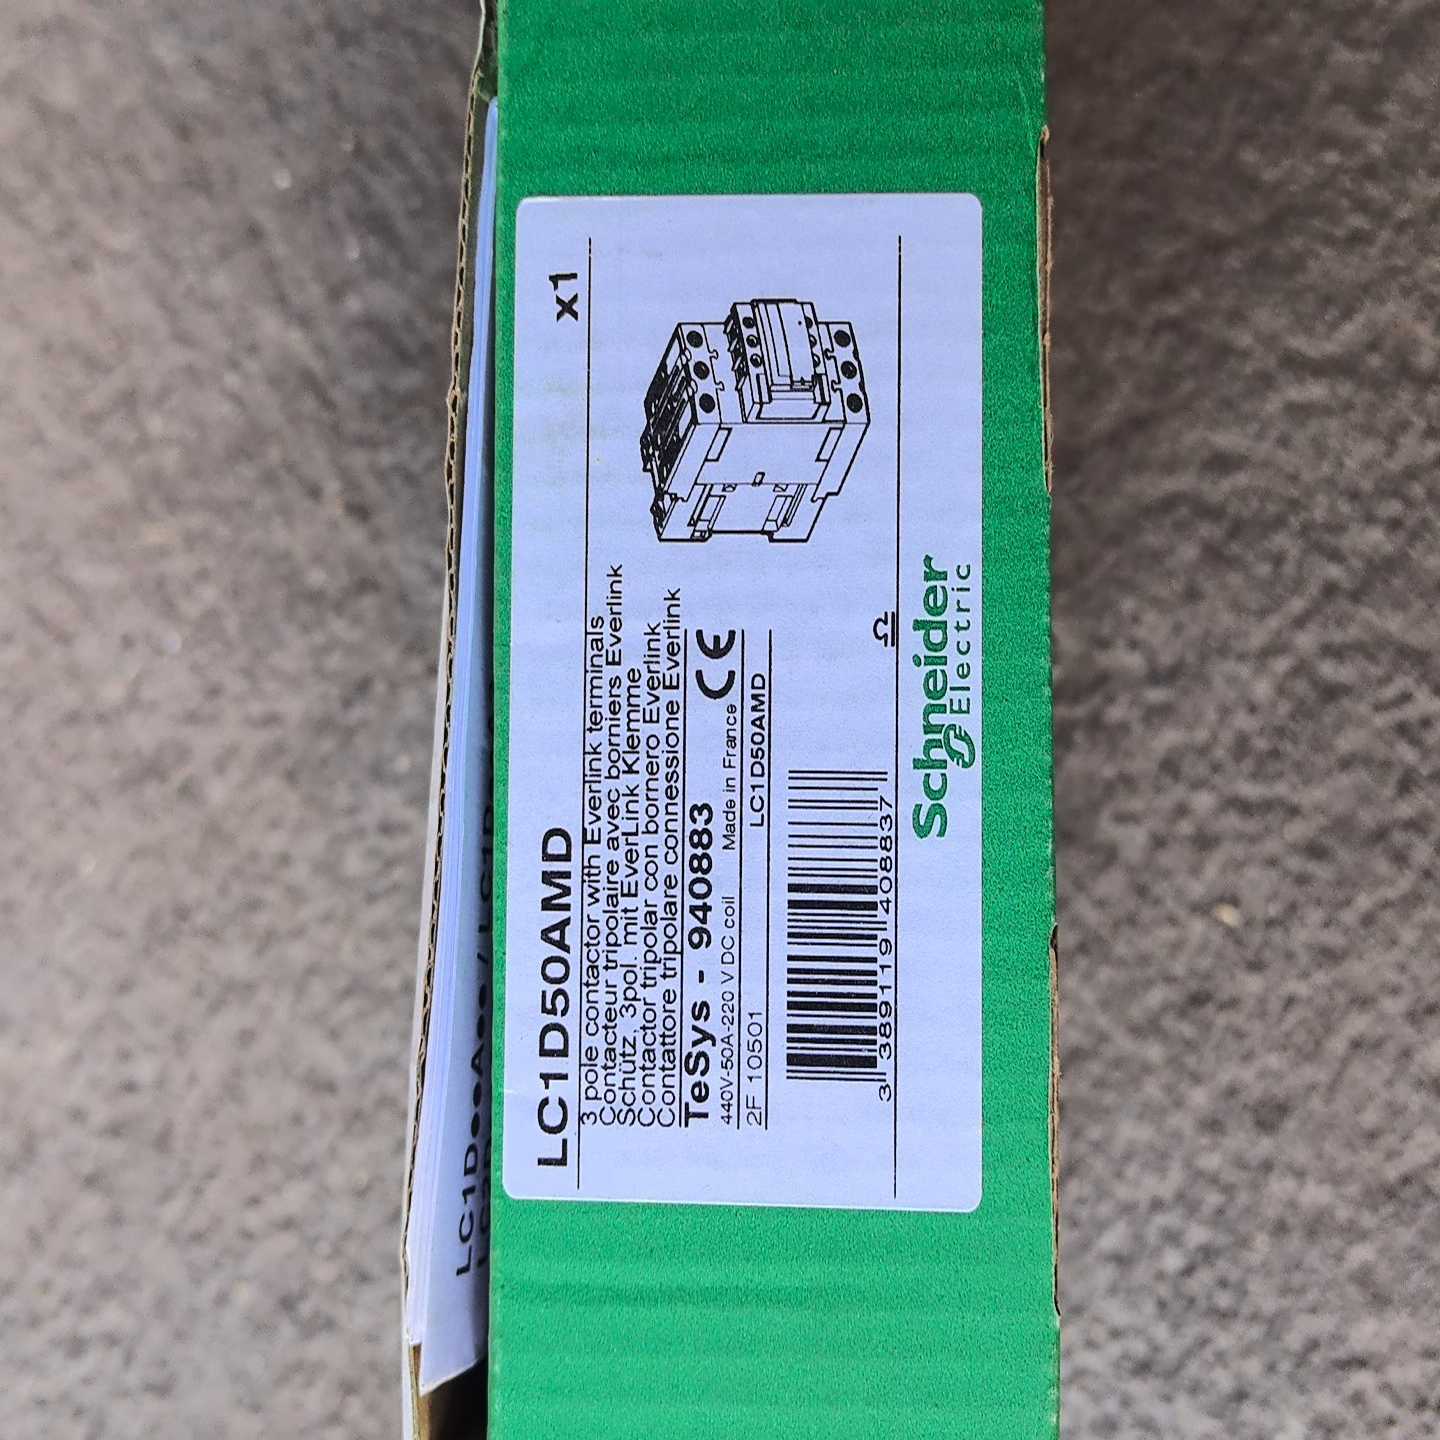 LC1D50AMD
x1
3 pole contactor with Everlink terminals
Contacteur tripolaire avec borniers Everlink
Schütz, 3pol. mit EverLink Klemme
Contactor tripolar con bornero Everlink
Contattore tripolare connessione Everlink
TeSys - 940883
440V-50A-220 V DC coil
Made in France
CE
2F 10501
LC1D50AMD
3 389119 408837
Schneider
Electric